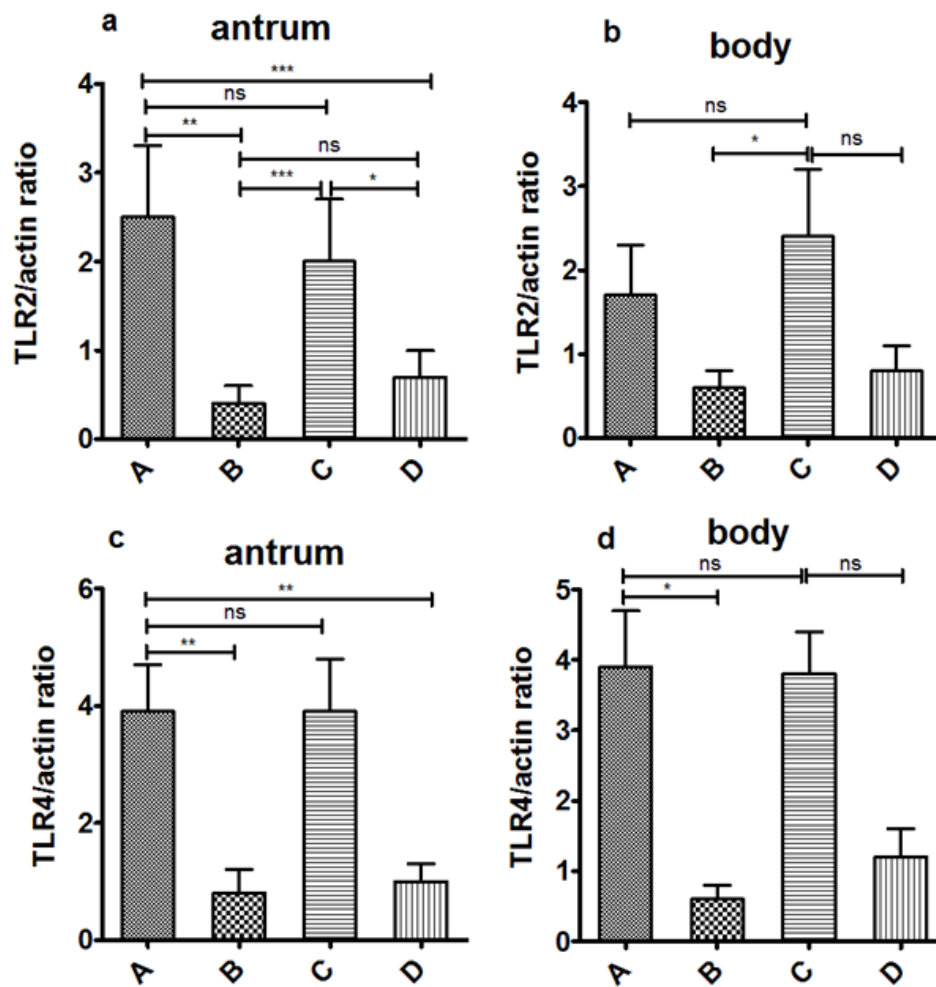 a antrum
TLR2/actin ratio
4
3
2
1
0
***
ns
**
ns
***
*
A B C D
b body
TLR2/actin ratio
4
3
2
1
0
ns
*
ns
A B C D
c antrum
TLR4/actin ratio
6
4
2
0
**
ns
**
A B C D
d body
TLR4/actin ratio
5
4
3
2
1
0
ns
ns
*
A B C D